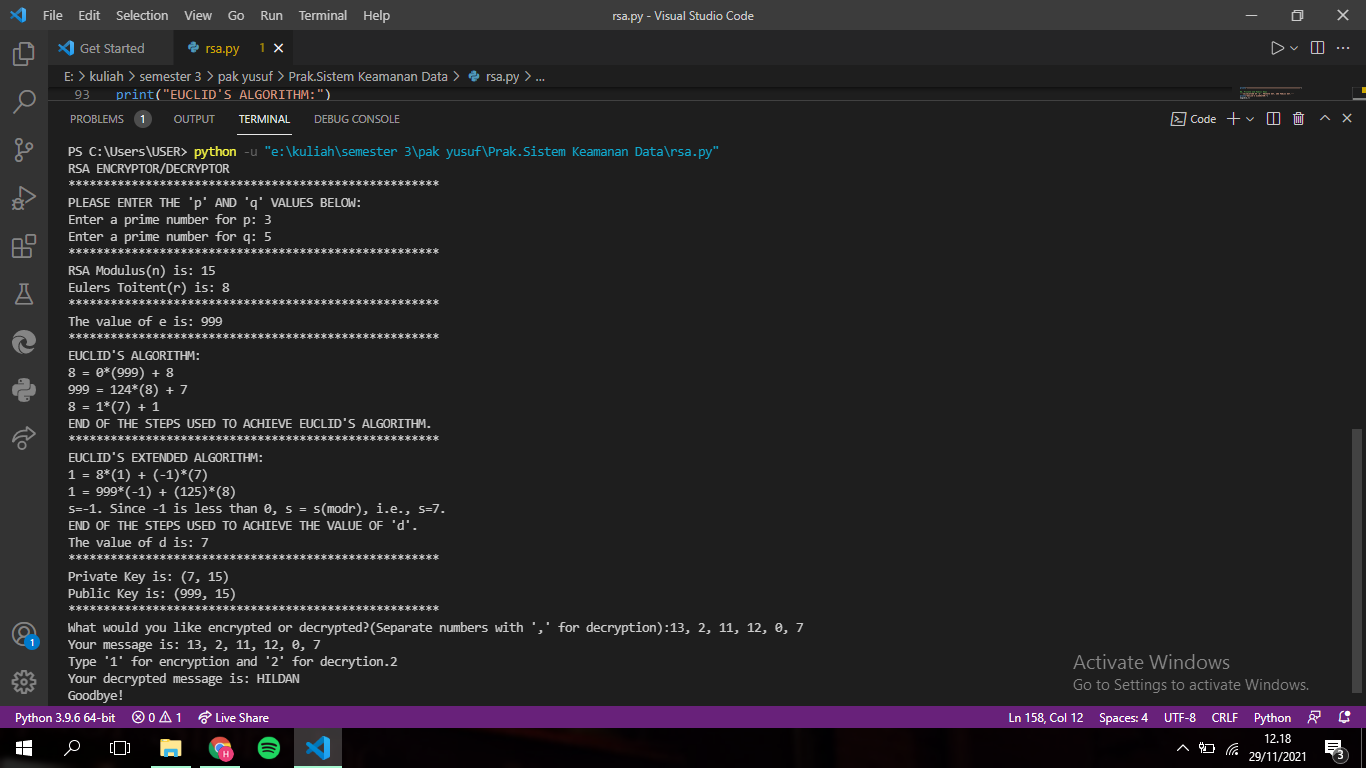 File Edit Selection View Go Run Terminal Help rsa.py - Visual Studio Code
Get Started rsa.py 1
E: > kuliah > semester 3 > pak yusuf > Prak.Sistem Keamanan Data > rsa.py > ...
93 print("EUCLID'S ALGORITHM:")
PROBLEMS 1 OUTPUT TERMINAL DEBUG CONSOLE Code
PS C:\Users\USER> python -u "e:\kuliah\semester 3\pak yusuf\Prak.Sistem Keamanan Data\rsa.py"
RSA ENCRYPTOR/DECRYPTOR
*****************************************************
PLEASE ENTER THE 'p' AND 'q' VALUES BELOW:
Enter a prime number for p: 3
Enter a prime number for q: 5
*****************************************************
RSA Modulus(n) is: 15
Eulers Toitent(r) is: 8
*****************************************************
The value of e is: 999
*****************************************************
EUCLID'S ALGORITHM:
8 = 0*(999) + 8
999 = 124*(8) + 7
8 = 1*(7) + 1
END OF THE STEPS USED TO ACHIEVE EUCLID'S ALGORITHM.
*****************************************************
EUCLID'S EXTENDED ALGORITHM:
1 = 8*(1) + (-1)*(7)
1 = 999*(-1) + (125)*(8)
s=-1. Since -1 is less than 0, s = s(modr), i.e., s=7.
END OF THE STEPS USED TO ACHIEVE THE VALUE OF 'd'.
The value of d is: 7
*****************************************************
Private Key is: (7, 15)
Public Key is: (999, 15)
*****************************************************
What would you like encrypted or decrypted?(Separate numbers with ',' for decryption):13, 2, 11, 12, 0, 7
Your message is: 13, 2, 11, 12, 0, 7
Type '1' for encryption and '2' for decrytion.2
Your decrypted message is: HILDAN
Goodbye!
Activate Windows
Go to Settings to activate Windows.
1
Python 3.9.6 64-bit 0 1 Live Share Ln 158, Col 12 Spaces: 4 UTF-8 CRLF Python
H
12.18
29/11/2021
3